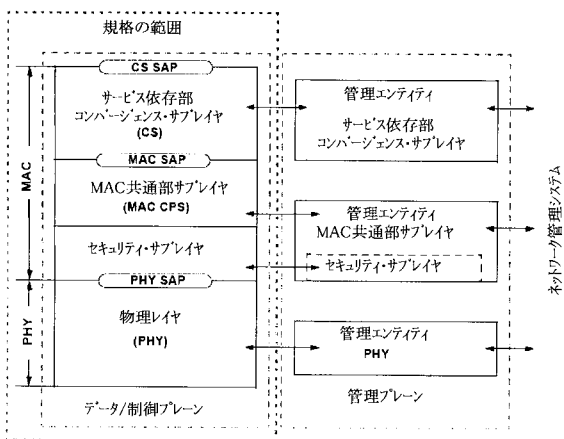 規格の範囲
CS SAP
サービス依存部
コンバージェンス・サブレイヤ
(CS)
MAC SAP
MAC共通部サブレイヤ
(MAC CPS)
セキュリティ・サブレイヤ
PHY SAP
物理レイヤ
(PHY)
データ/制御プレーン
MAC
PHY
管理エンティティ
サービス依存部
コンバージェンス・サブレイヤ
管理エンティティ
MAC共通部サブレイヤ
セキュリティ・サブレイヤ
管理エンティティ
PHY
管理プレーン
ネットワーク管理システム